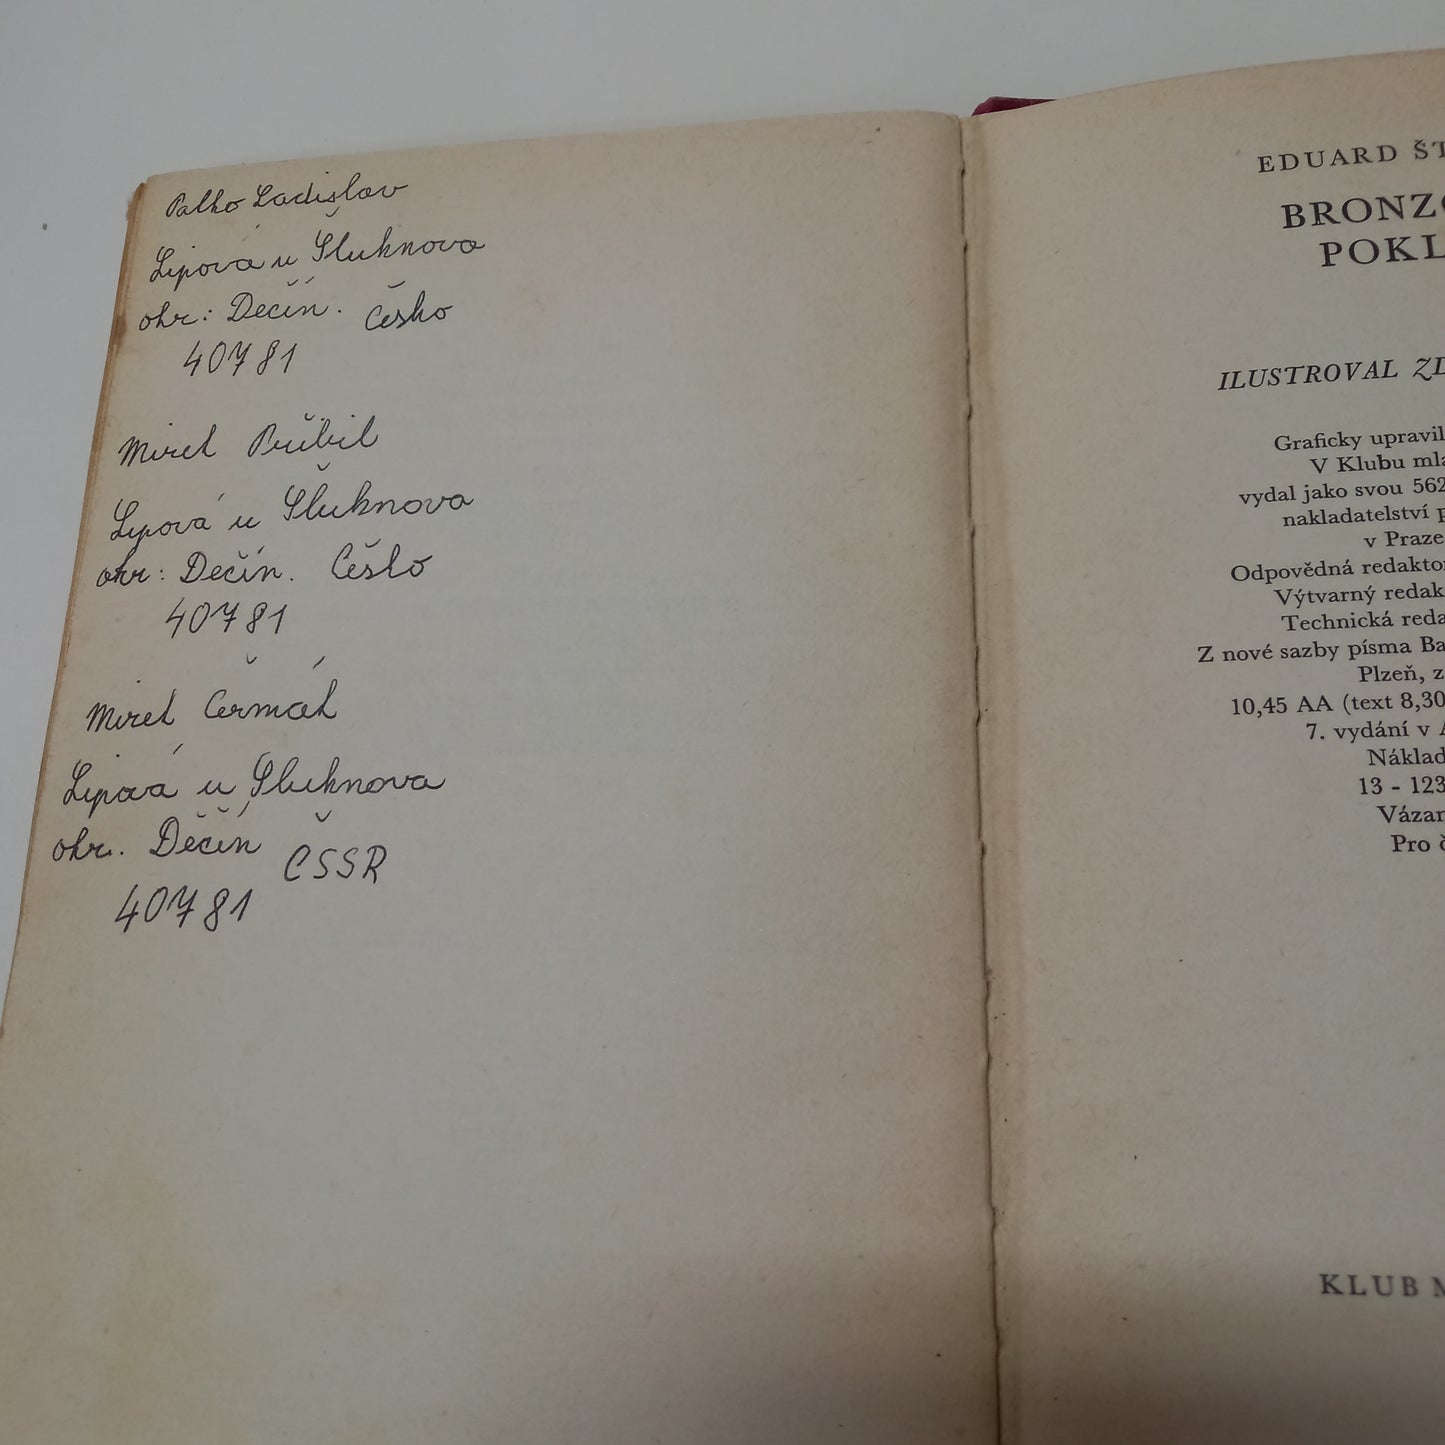 Palko Ladislav
Lipová u Šluknova
okr: Děčín. Česko
40781
Mirek Přibil
Lipová u Šluknova
okr: Děčín. Česko
40781
Mirek Čermák
Lipová u Šluknova
okr. Děčín ČSSR
40781
EDUARD ŠT
BRONZO
POKL
ILUSTROVAL ZD
Graficky upravil
V Klubu mla
vydal jako svou 562
nakladatelství p
v Praze
Odpovědná redaktor
Výtvarný redak
Technická reda
Z nové sazby písma Ba
Plzeň, z
10,45 AA (text 8,30
7. vydání v A
Náklad
13 - 123
Vázan
Pro č
KLUB M